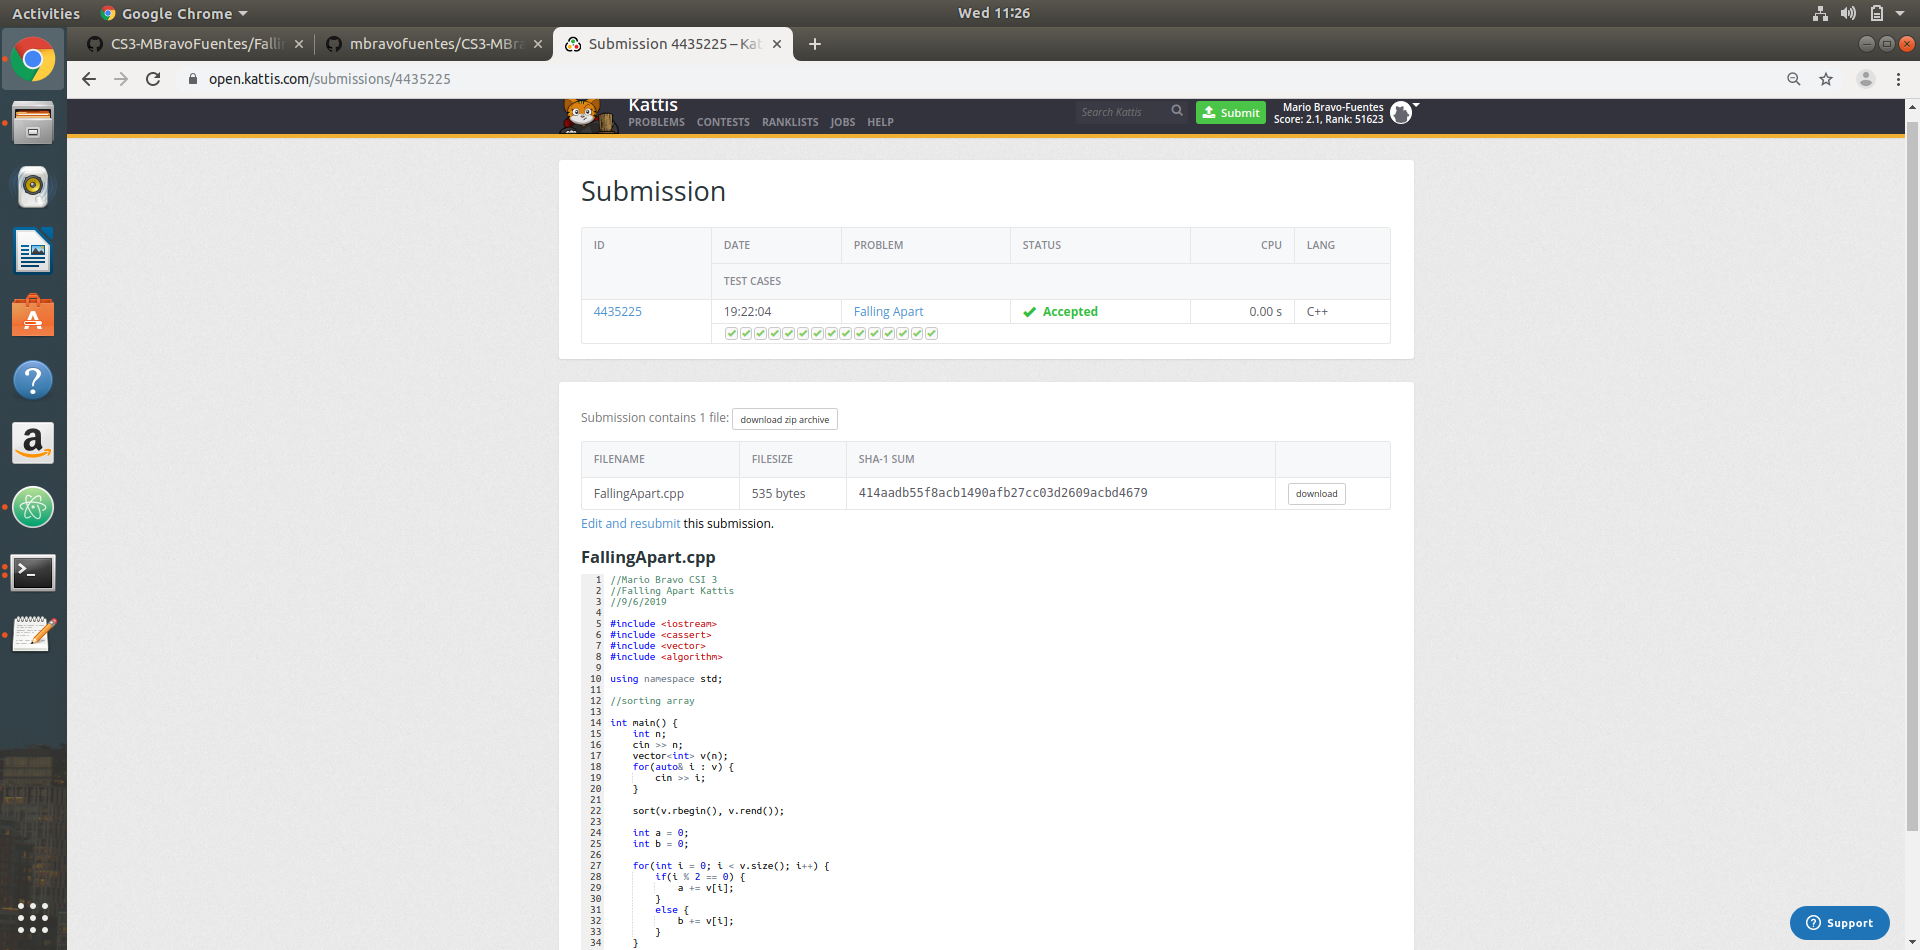 Activities Google Chrome Wed 11:26
CS3-MBravoFuentes/Falli mbravofuentes/CS3-MBra Submission 4435225 – Kat
open.kattis.com/submissions/4435225
Kattis
PROBLEMS CONTESTS RANKLISTS JOBS HELP
Search Kattis
Submit
Mario Bravo-Fuentes
Score: 2.1, Rank: 51623
Submission
ID DATE PROBLEM STATUS CPU LANG
TEST CASES
4435225 19:22:04 Falling Apart Accepted 0.00 s C++
Submission contains 1 file: download zip archive
FILENAME FILESIZE SHA-1 SUM
FallingApart.cpp 535 bytes 414aadb55f8acb1490afb27cc03d2609acbd4679 download
Edit and resubmit this submission.
FallingApart.cpp
1 //Mario Bravo CSI 3
2 //Falling Apart Kattis
3 //9/6/2019
4
5 #include <iostream>
6 #include <cassert>
7 #include <vector>
8 #include <algorithm>
9
10 using namespace std;
11
12 //sorting array
13
14 int main() {
15 int n;
16 cin >> n;
17 vector<int> v(n);
18 for(auto& i : v) {
19 cin >> i;
20 }
21
22 sort(v.rbegin(), v.rend());
23
24 int a = 0;
25 int b = 0;
26
27 for(int i = 0; i < v.size(); i++) {
28 if(i % 2 == 0) {
29 a += v[i];
30 }
31 else {
32 b += v[i];
33 }
34 }
Support